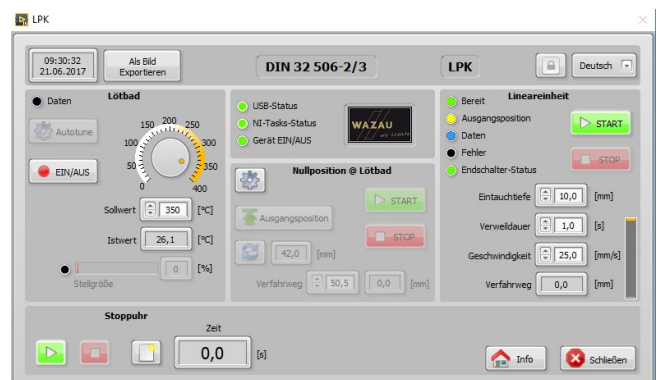 LPK
09:30:32
21.06.2017
Als Bild
Exportieren
DIN 32 506-2/3
LPK
Deutsch
Daten
Lötbad
Autotune
EIN/AUS
0
50
100
150
200
250
300
350
400
Sollwert 350 [°C]
Istwert 26,1 [°C]
0 [%]
Stellgröße
USB-Status
NI-Tasks-Status
Gerät EIN/AUS
WAZAU
Nullposition @ Lötbad
START
Ausgangsposition
STOP
42,0 [mm]
Verfahrweg 50,5 0,0 [mm]
Lineareinheit
Bereit
Ausgangsposition
Daten
Fehler
Endschalter-Status
START
STOP
Eintauchtiefe 10,0 [mm]
Verweildauer 1,0 [s]
Geschwindigkeit 25,0 [mm/s]
Verfahrweg 0,0 [mm]
Stoppuhr
Zeit
0,0 [s]
Info
Schließen